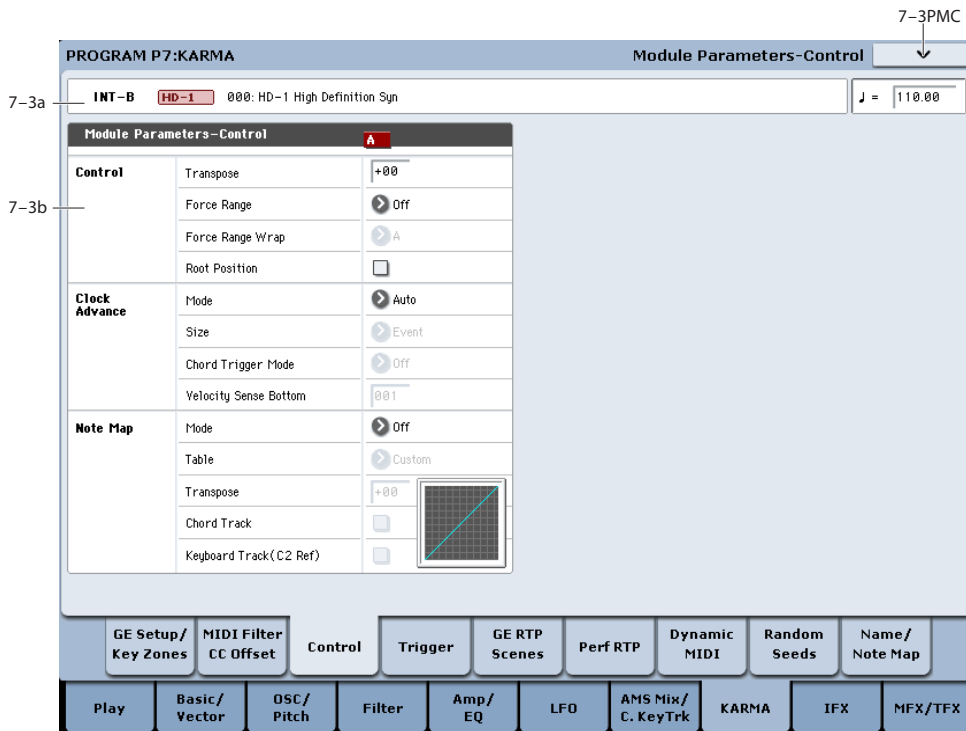 7-3PMC
PROGRAM P7:KARMA Module Parameters-Control
7-3a
INT-B HD-1 000: HD-1 High Definition Syn ♩ = 110.00
Module Parameters-Control A
7-3b
Control Transpose +00
Force Range Off
Force Range Wrap A
Root Position
Clock Advance Mode Auto
Size Event
Chord Trigger Mode Off
Velocity Sense Bottom 001
Note Map Mode Off
Table Custom
Transpose +00
Chord Track
Keyboard Track(C2 Ref)
GE Setup/ Key Zones MIDI Filter CC Offset Control Trigger GE RTP Scenes Perf RTP Dynamic MIDI Random Seeds Name/ Note Map
Play Basic/ Vector OSC/ Pitch Filter Amp/ EQ LFO AMS Mix/ C. KeyTrk KARMA IFX MFX/TFX